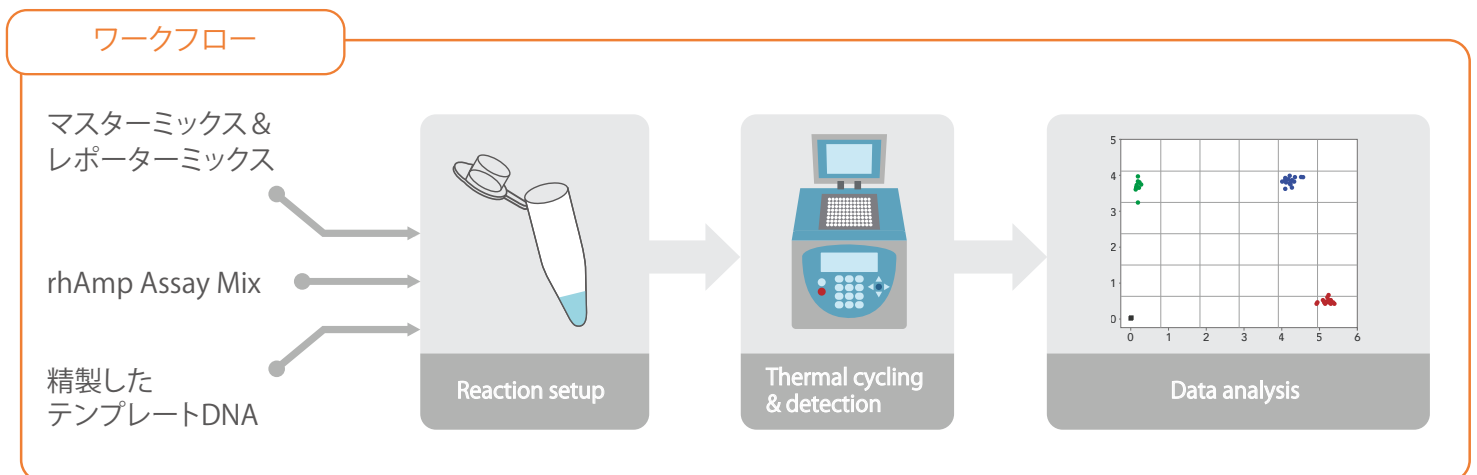 ワークフロー
マスターミックス &
レポーターミックス
rhAmp Assay Mix
精製した
テンプレートDNA
Reaction setup
Thermal cycling
& detection
5
4
3
2
1
0
0 1 2 3 4 5 6
Data analysis